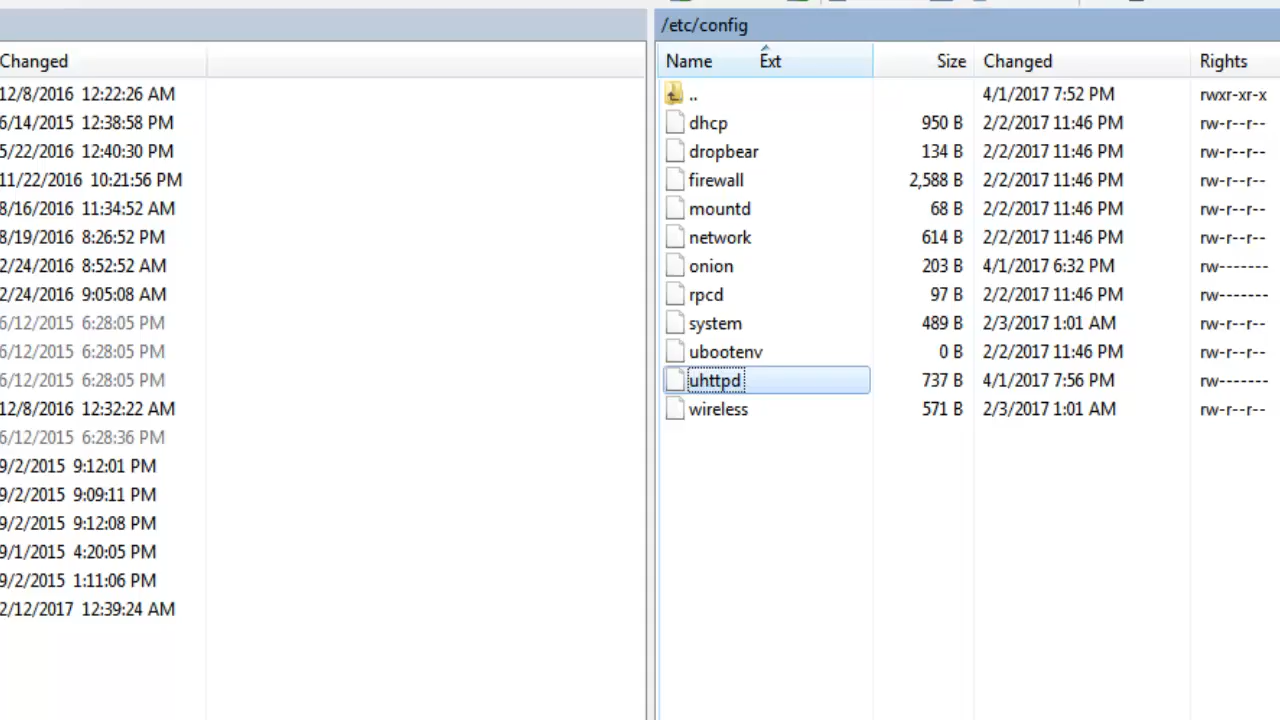 /etc/config
Changed
Name Ext Size Changed Rights
12/8/2016 12:22:26 AM
6/14/2015 12:38:58 PM
5/22/2016 12:40:30 PM
11/22/2016 10:21:56 PM
8/16/2016 11:34:52 AM
8/19/2016 8:26:52 PM
2/24/2016 8:52:52 AM
2/24/2016 9:05:08 AM
6/12/2015 6:28:05 PM
6/12/2015 6:28:05 PM
6/12/2015 6:28:05 PM
12/8/2016 12:32:22 AM
6/12/2015 6:28:36 PM
9/2/2015 9:12:01 PM
9/2/2015 9:09:11 PM
9/2/2015 9:12:08 PM
9/1/2015 4:20:05 PM
9/2/2015 1:11:06 PM
2/12/2017 12:39:24 AM
.. 4/1/2017 7:52 PM rwxr-xr-x
dhcp 950 B 2/2/2017 11:46 PM rw-r--r--
dropbear 134 B 2/2/2017 11:46 PM rw-r--r--
firewall 2,588 B 2/2/2017 11:46 PM rw-r--r--
mountd 68 B 2/2/2017 11:46 PM rw-r--r--
network 614 B 2/2/2017 11:46 PM rw-r--r--
onion 203 B 4/1/2017 6:32 PM rw-------
rpcd 97 B 2/2/2017 11:46 PM rw-------
system 489 B 2/3/2017 1:01 AM rw-r--r--
ubootenv 0 B 2/2/2017 11:46 PM rw-r--r--
uhttpd 737 B 4/1/2017 7:56 PM rw-------
wireless 571 B 2/3/2017 1:01 AM rw-r--r--